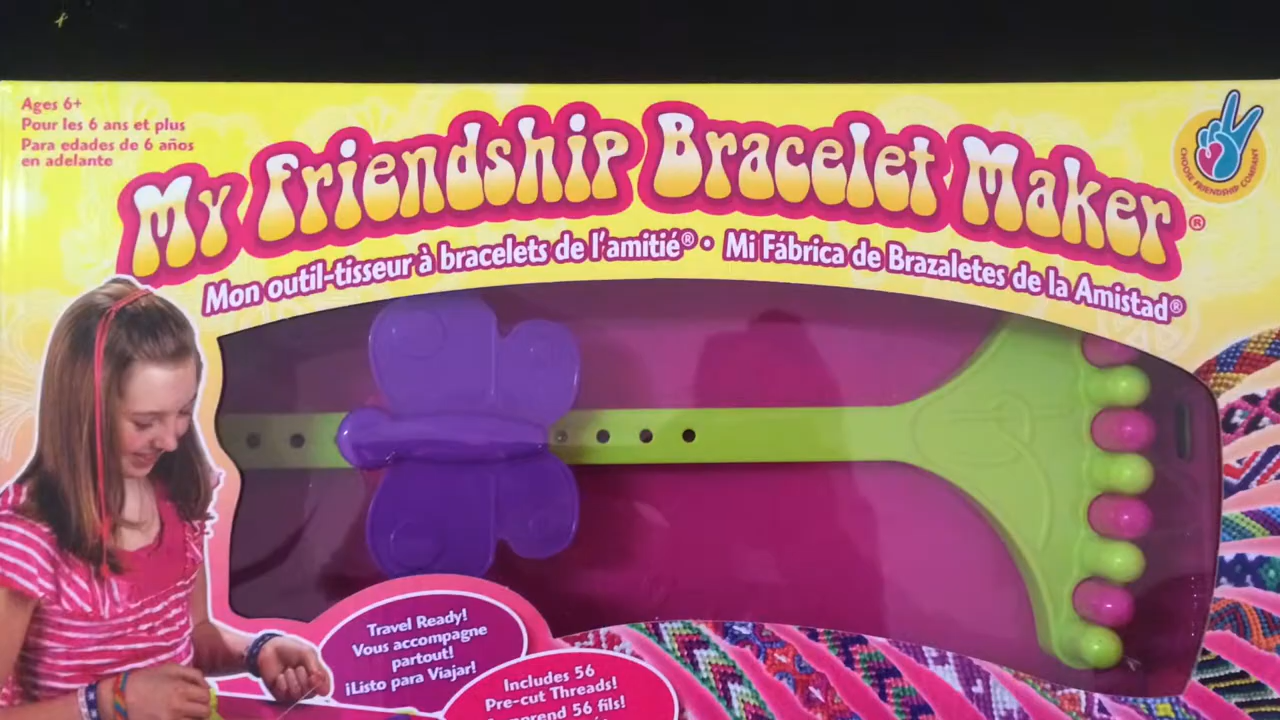 Ages 6+
Pour les 6 ans et plus
Para edades de 6 años
en adelante
My Friendship Bracelet Maker®
CHOOSE FRIENDSHIP COMPANY
Mon outil-tisseur à bracelets de l'amitié® • Mi Fábrica de Brazaletes de la Amistad®
Travel Ready!
Vous accompagne
partout!
¡Listo para Viajar!
Includes 56
Pre-cut Threads!
56 fils!